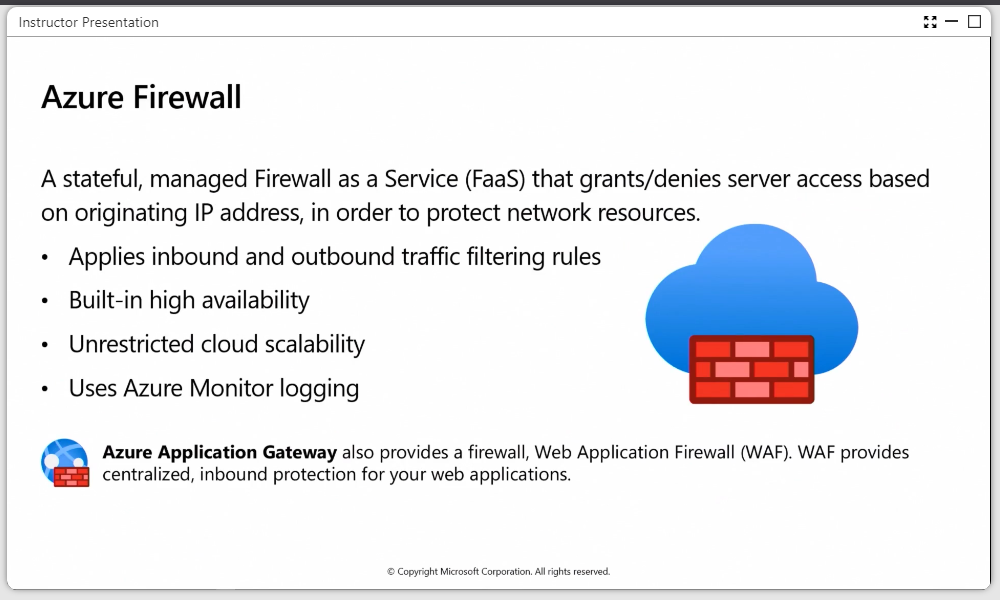 Instructor Presentation
Azure Firewall
A stateful, managed Firewall as a Service (FaaS) that grants/denies server access based
on originating IP address, in order to protect network resources.
• Applies inbound and outbound traffic filtering rules
• Built-in high availability
• Unrestricted cloud scalability
• Uses Azure Monitor logging
Azure Application Gateway also provides a firewall, Web Application Firewall (WAF). WAF provides
centralized, inbound protection for your web applications.
© Copyright Microsoft Corporation. All rights reserved.